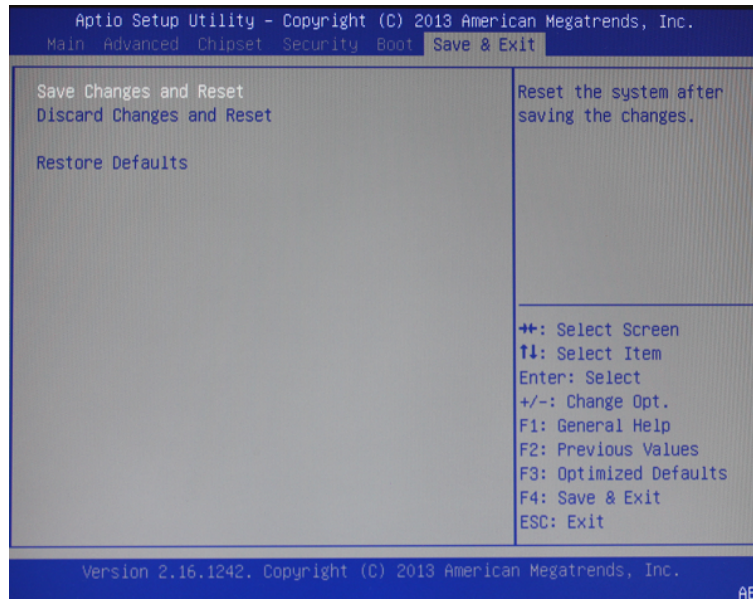 Aptio Setup Utility – Copyright (C) 2013 American Megatrends, Inc.
Main Advanced Chipset Security Boot Save & Exit
Save Changes and Reset
Discard Changes and Reset
Restore Defaults
Reset the system after
saving the changes.
→←: Select Screen
↑↓: Select Item
Enter: Select
+/-: Change Opt.
F1: General Help
F2: Previous Values
F3: Optimized Defaults
F4: Save & Exit
ESC: Exit
Version 2.16.1242. Copyright (C) 2013 American Megatrends, Inc.